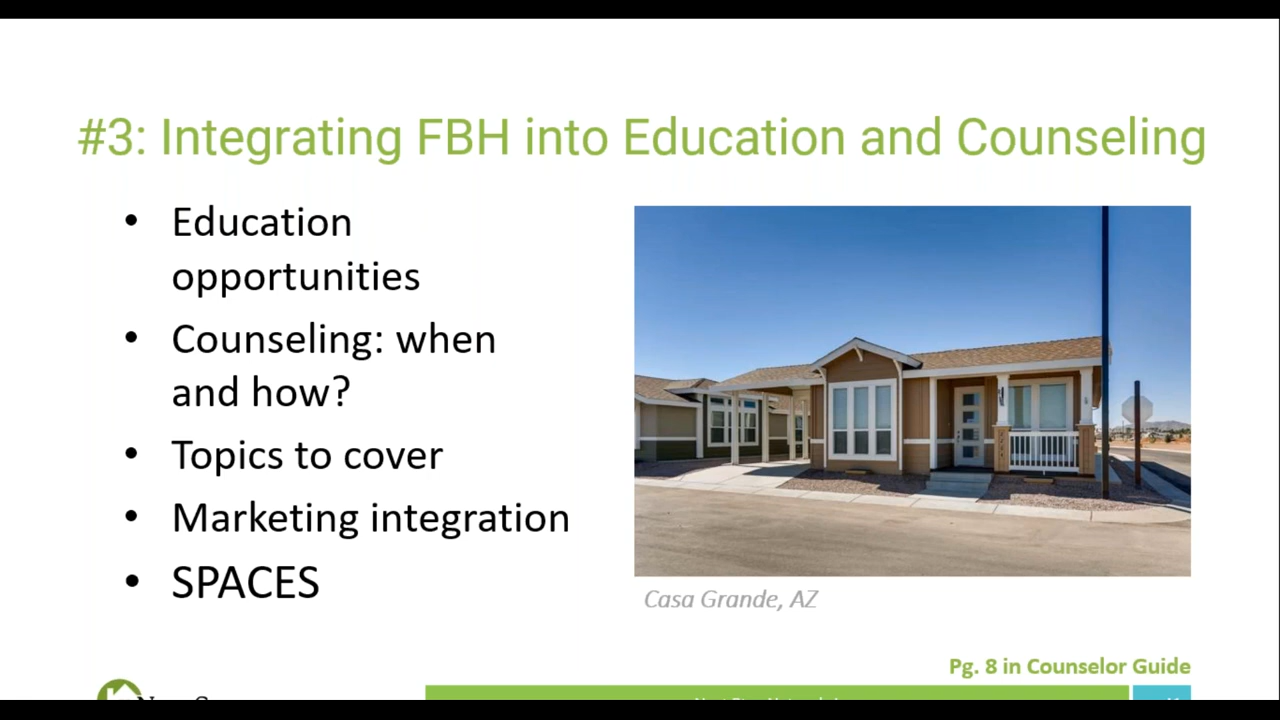 #3: Integrating FBH into Education and Counseling
• Education
opportunities
• Counseling: when
and how?
• Topics to cover
• Marketing integration
• SPACES
Casa Grande, AZ
Pg. 8 in Counselor Guide